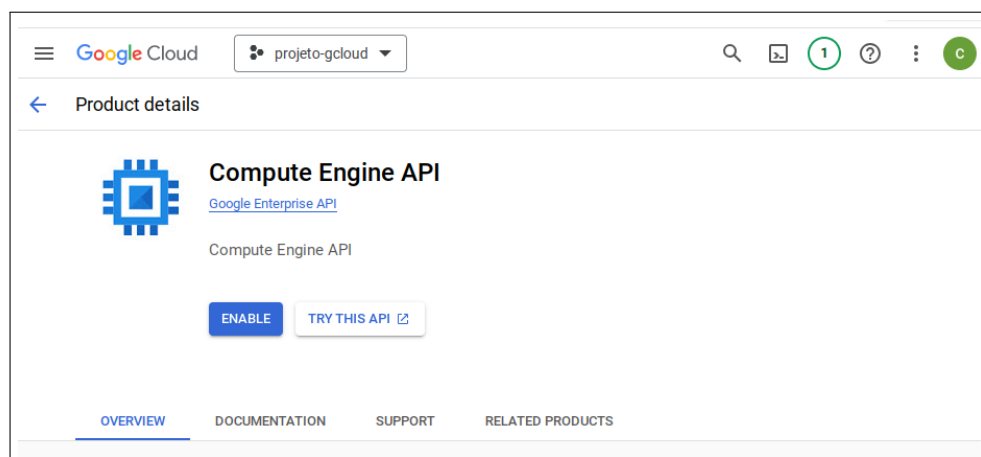 Google Cloud projeto-gcloud 1 C
Product details
Compute Engine API
Google Enterprise API
Compute Engine API
ENABLE TRY THIS API
OVERVIEW DOCUMENTATION SUPPORT RELATED PRODUCTS